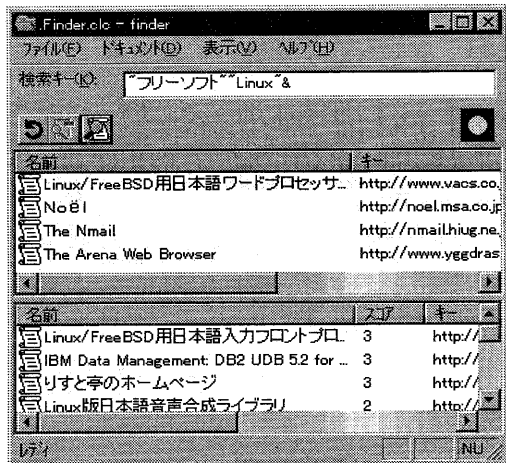 .Finder.clc - finder
ファイル(F) ドキュメント(D) 表示(V) ヘルプ(H)
検索キー(K): "フリーソフト""Linux"&
名前 キー
Linux/FreeBSD用日本語ワードプロセッサ... http://www.vacs.co.
Noël http://noel.msa.co.jp
The Nmail http://nmail.hiug.ne.
The Arena Web Browser http://www.yggdras
名前 スコア キー
Linux/FreeBSD用日本語入力フロントプロ... 3 http://
IBM Data Management: DB2 UDB 5.2 for ... 3 http://
りすと亭のホームページ 3 http://
Linux版日本語音声合成ライブラリ 2 http://
レディ NU